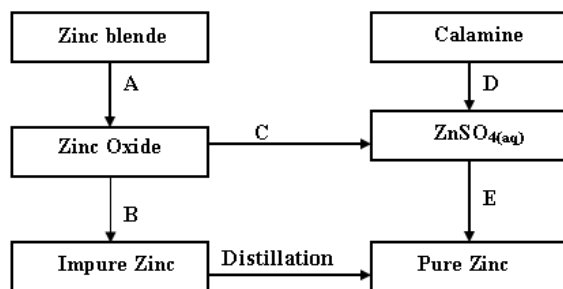 Zinc blende
Calamine
A
D
Zinc Oxide
C
ZnSO4(aq)
B
E
Impure Zinc
Distillation
Pure Zinc